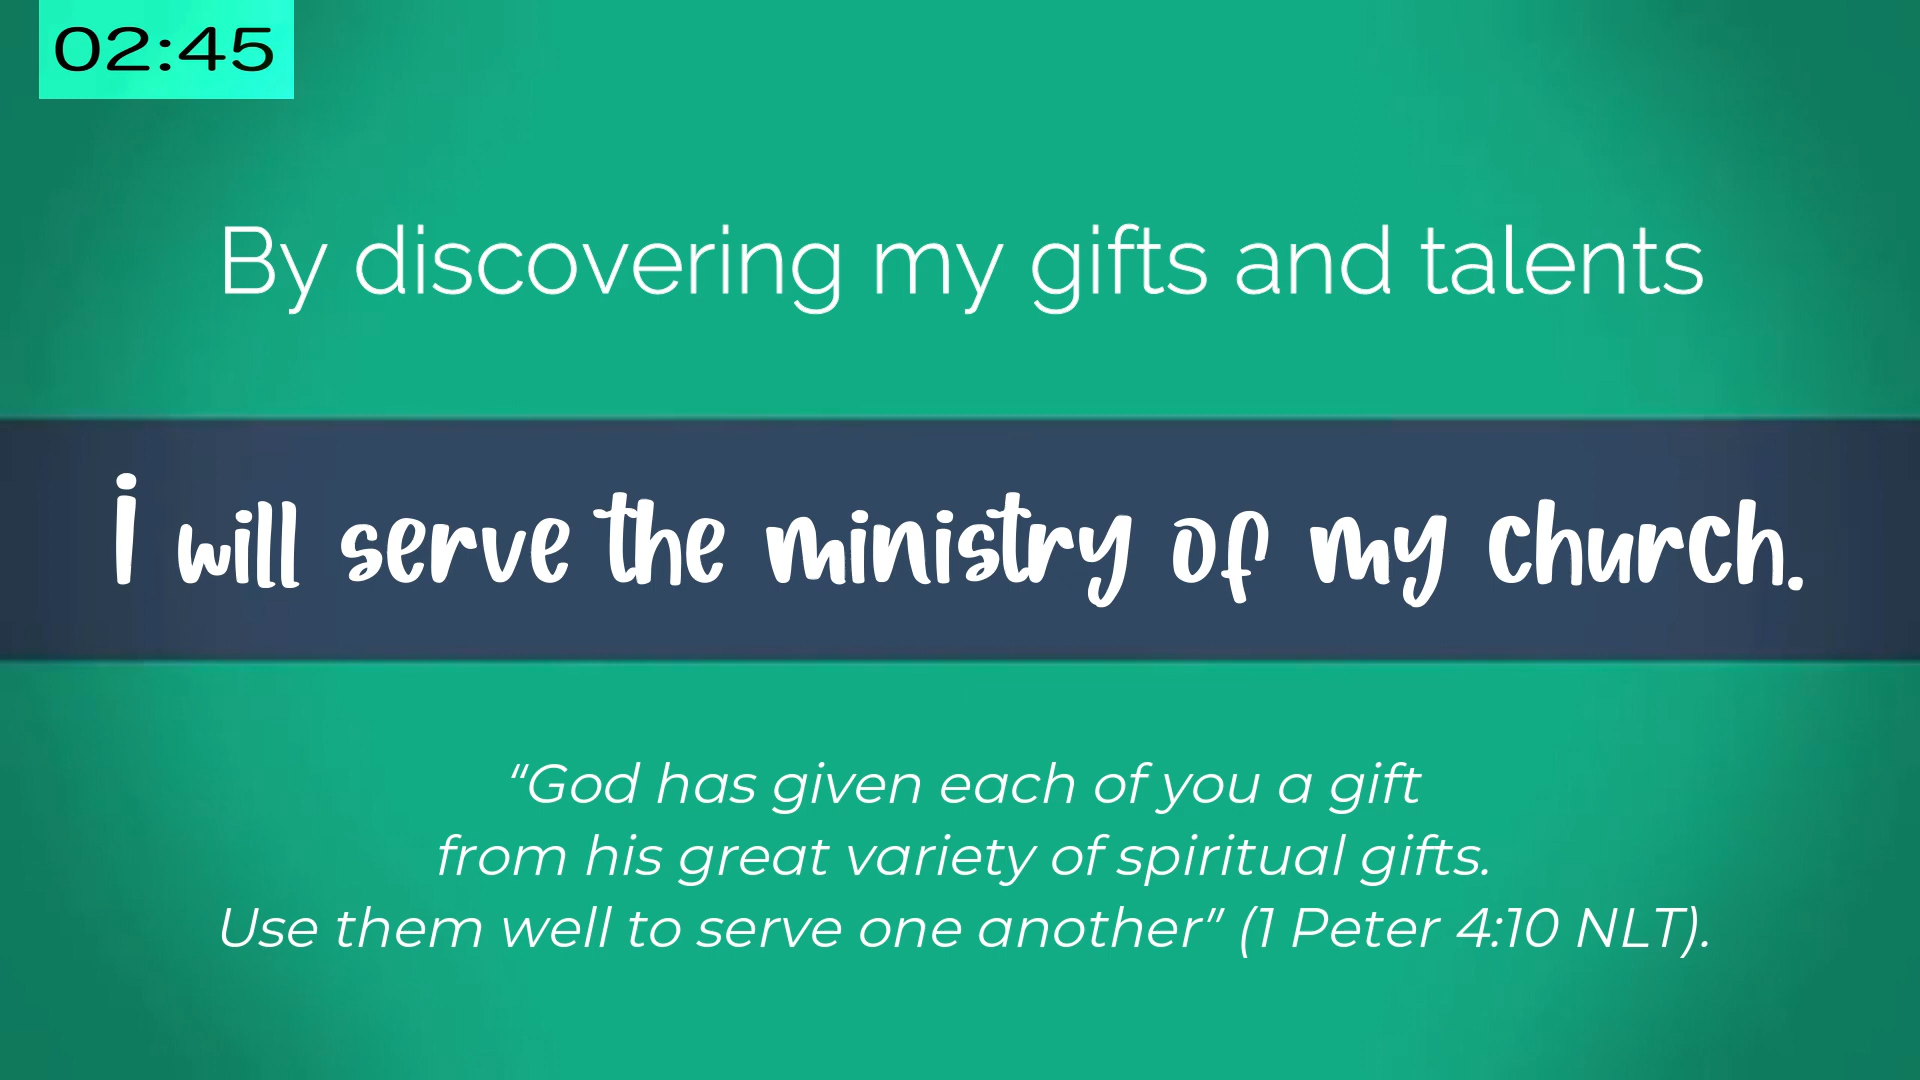 02:45
By discovering my gifts and talents
i will serve the ministry of my church.
“God has given each of you a gift
from his great variety of spiritual gifts.
Use them well to serve one another” (1 Peter 4:10 NLT).